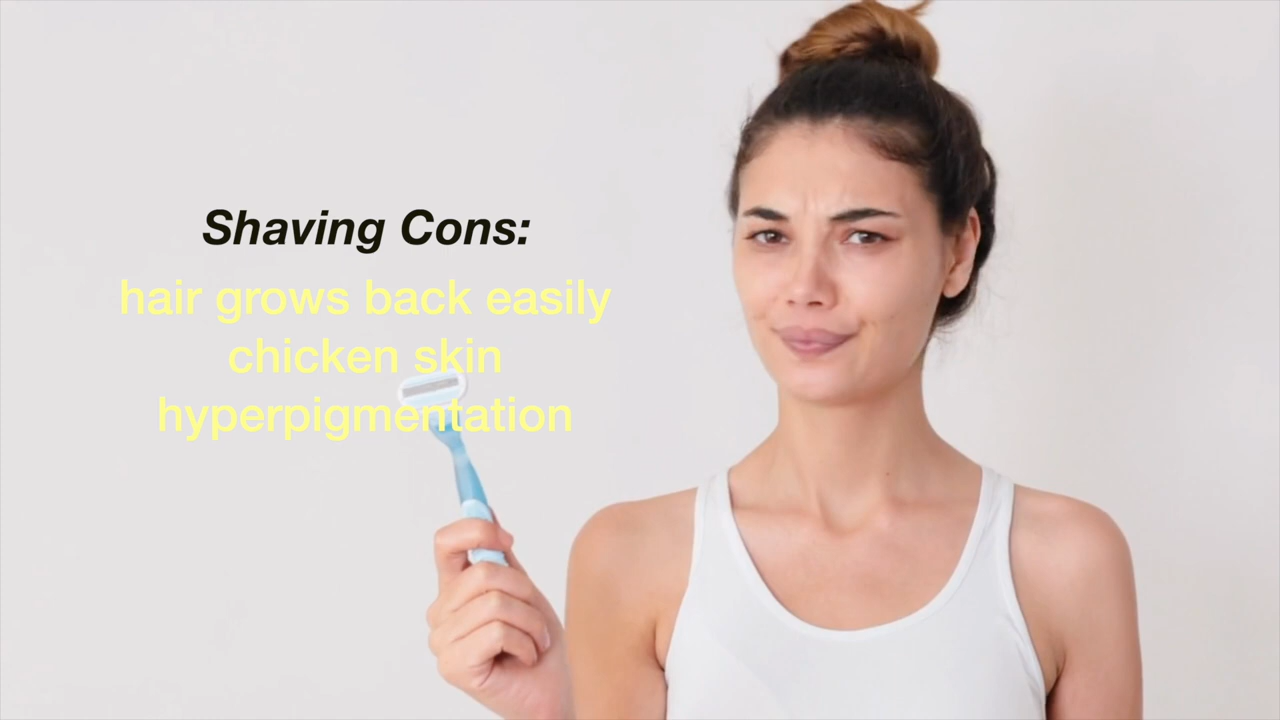 Shaving Cons:
hair grows back easily
chicken skin
hyperpigmentation